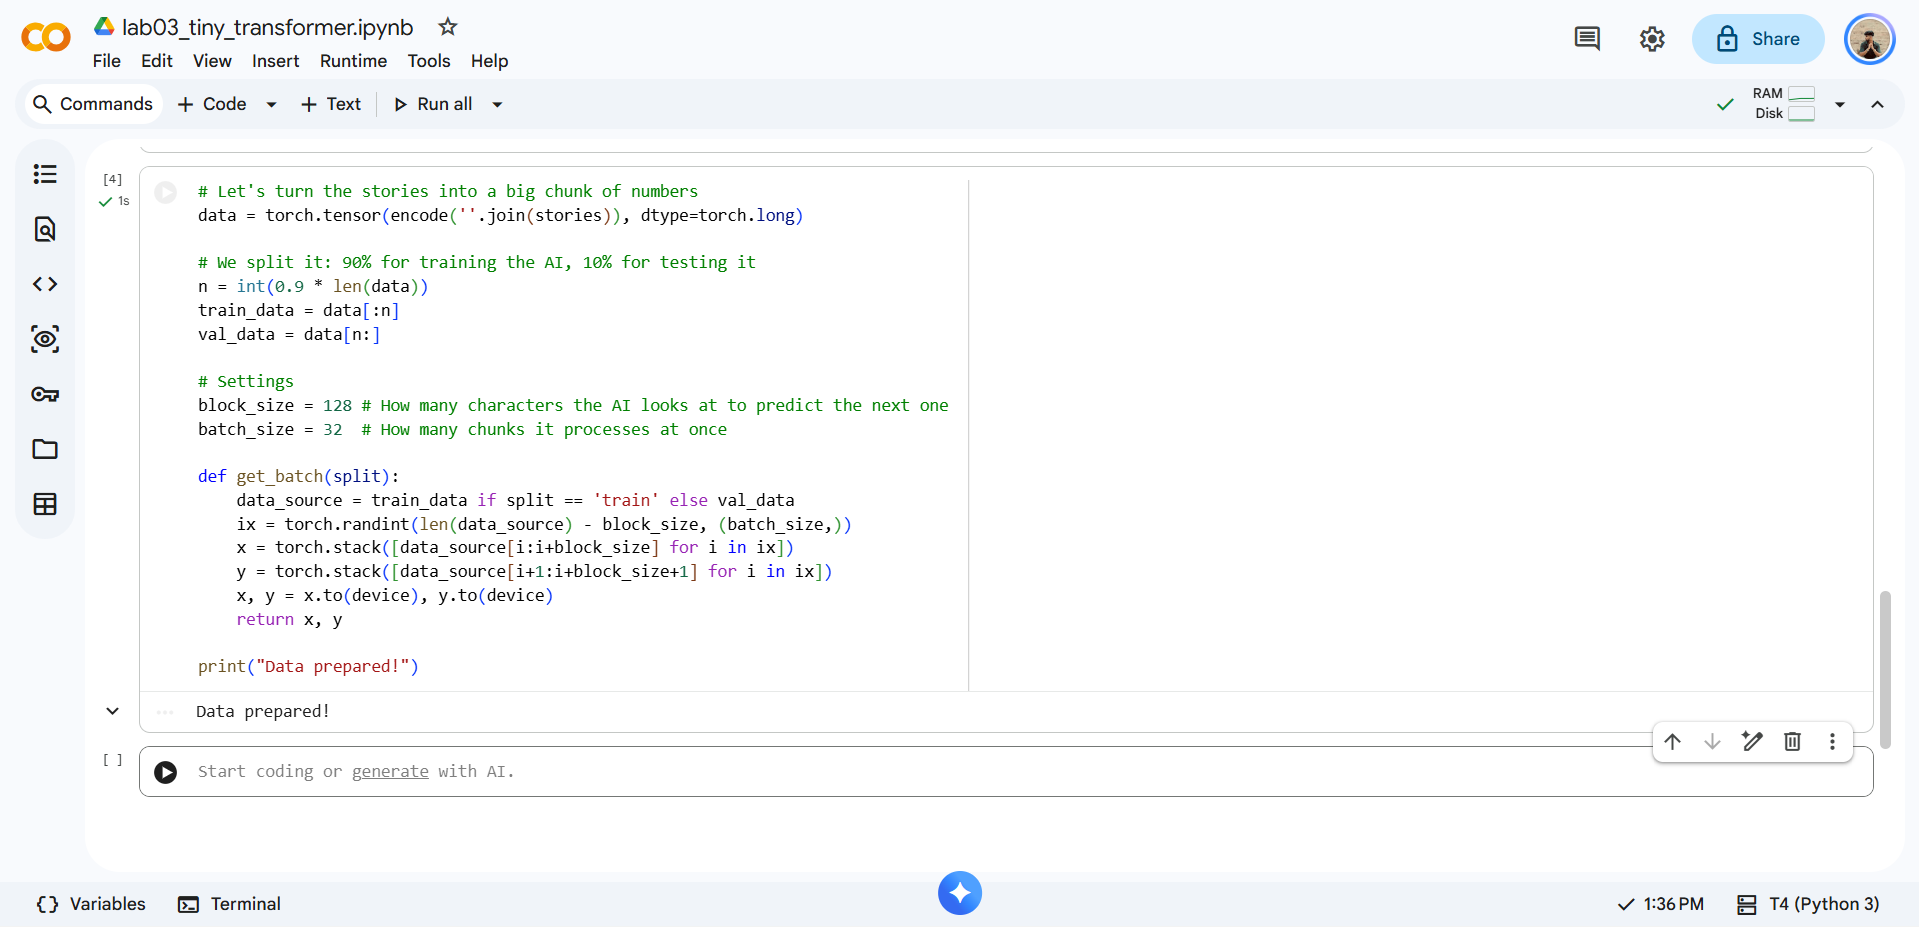 lab03_tiny_transformer.ipynb
File Edit View Insert Runtime Tools Help
Share
Commands + Code + Text Run all
RAM
Disk
[4]
1s
# Let's turn the stories into a big chunk of numbers
data = torch.tensor(encode(''.join(stories)), dtype=torch.long)
# We split it: 90% for training the AI, 10% for testing it
n = int(0.9 * len(data))
train_data = data[:n]
val_data = data[n:]
# Settings
block_size = 128 # How many characters the AI looks at to predict the next one
batch_size = 32  # How many chunks it processes at once
def get_batch(split):
    data_source = train_data if split == 'train' else val_data
    ix = torch.randint(len(data_source) - block_size, (batch_size,))
    x = torch.stack([data_source[i:i+block_size] for i in ix])
    y = torch.stack([data_source[i+1:i+block_size+1] for i in ix])
    x, y = x.to(device), y.to(device)
    return x, y
print("Data prepared!")
Data prepared!
[ ]
Start coding or generate with AI.
{} Variables Terminal
1:36 PM T4 (Python 3)